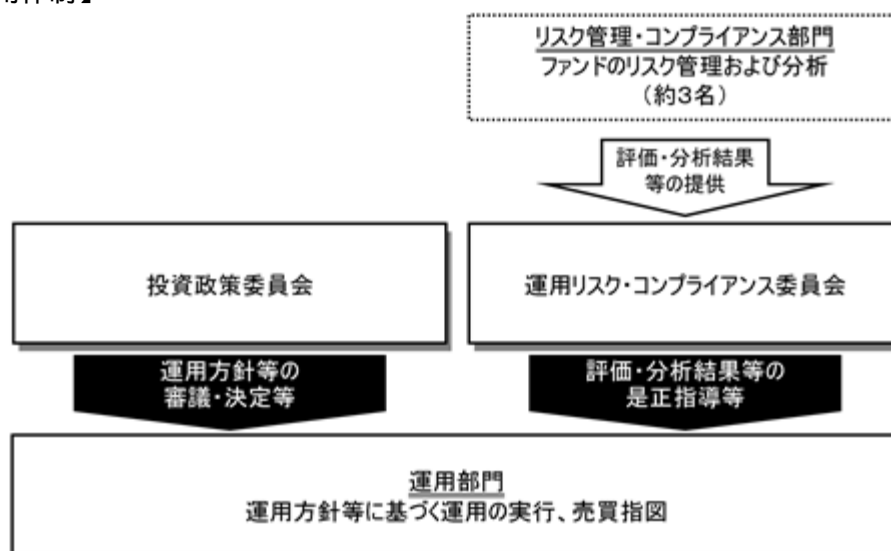 リスク管理・コンプライアンス部門
ファンドのリスク管理および分析
（約3名）
評価・分析結果
等の提供
投資政策委員会
運用リスク・コンプライアンス委員会
運用方針等の
審議・決定等
評価・分析結果等の
是正指導等
運用部門
運用方針等に基づく運用の実行、売買指図